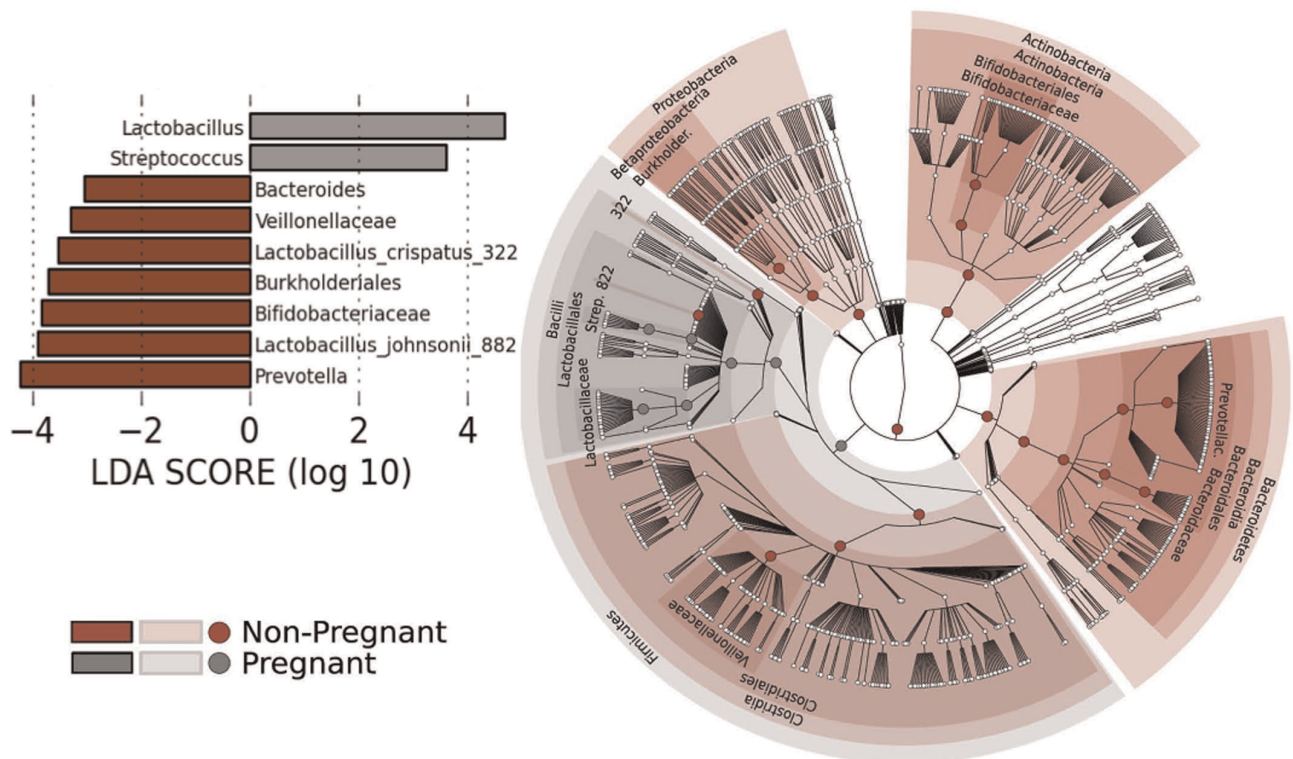 Lactobacillus
Streptococcus
Bacteroides
Veillonellaceae
Lactobacillus_crispatus_322
Burkholderiales
Bifidobacteriaceae
Lactobacillus_johnsonii_882
Prevotella
−4 −2 0 2 4
LDA SCORE (log 10)
Non-Pregnant
Pregnant
Proteobacteria
Betaproteobacteria
Burkholder.
Actinobacteria
Actinobacteria
Bifidobacteriales
Bifidobacteriaceae
322
Bacilli
Lactobacillales
Strep. 822
Lactobacillaceae
Prevotellac.
Bacteroidaceae
Bacteroidales
Bacteroidia
Bacteroidetes
Firmicutes
Veillonellaceae
Clostridiales
Clostridia